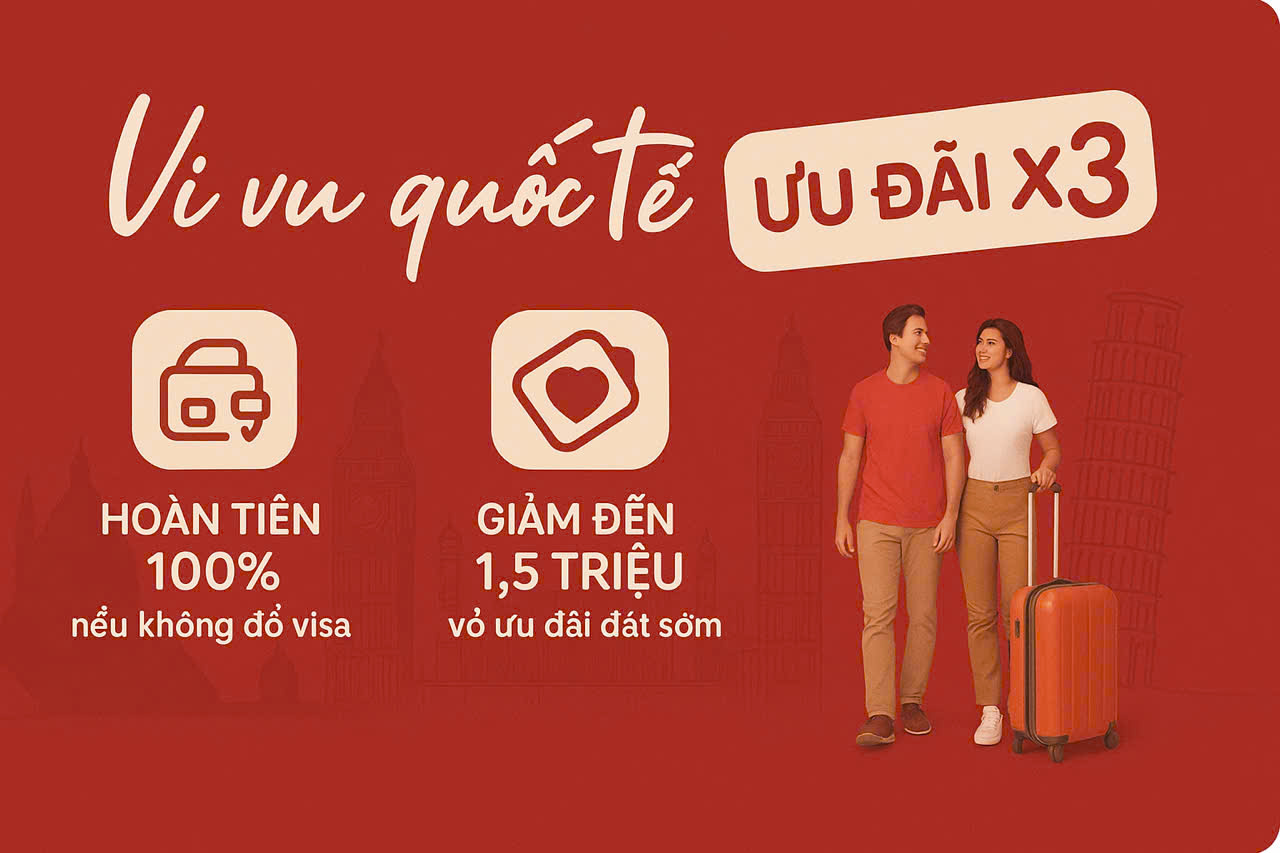 Vi vu quốc tế
ƯU ĐÃI X3
HOÀN TIÊN
100%
nểu không đổ visa
GIẢM ĐẾN
1,5 TRIỆU
vỏ ưu đâi đát sờm